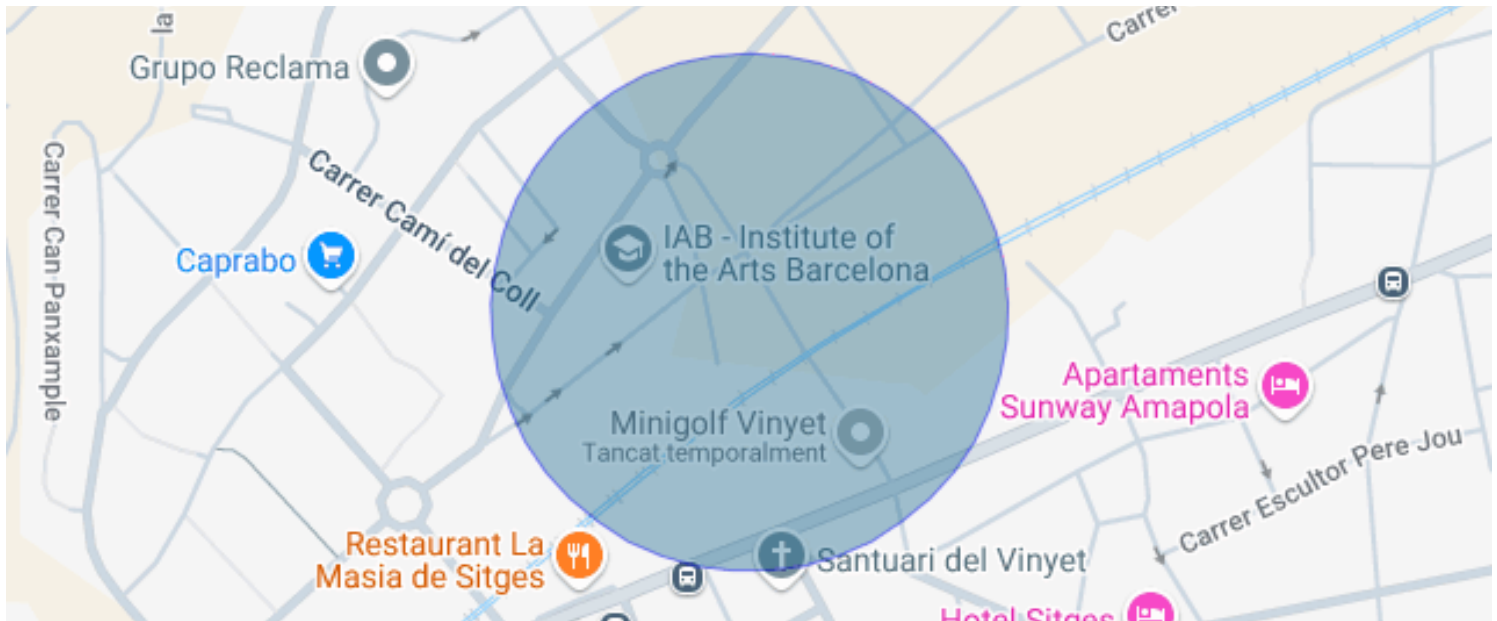 la
Carrer
Grupo Reclama
Carrer Can Panxample
Carrer Camí del Coll
Caprabo
IAB - Institute of
the Arts Barcelona
Apartaments
Sunway Amapola
Minigolf Vinyet
Tancat temporalment
Carrer Escultor Pere Jou
Restaurant La
Masia de Sitges
Santuari del Vinyet
Hotel Sitges